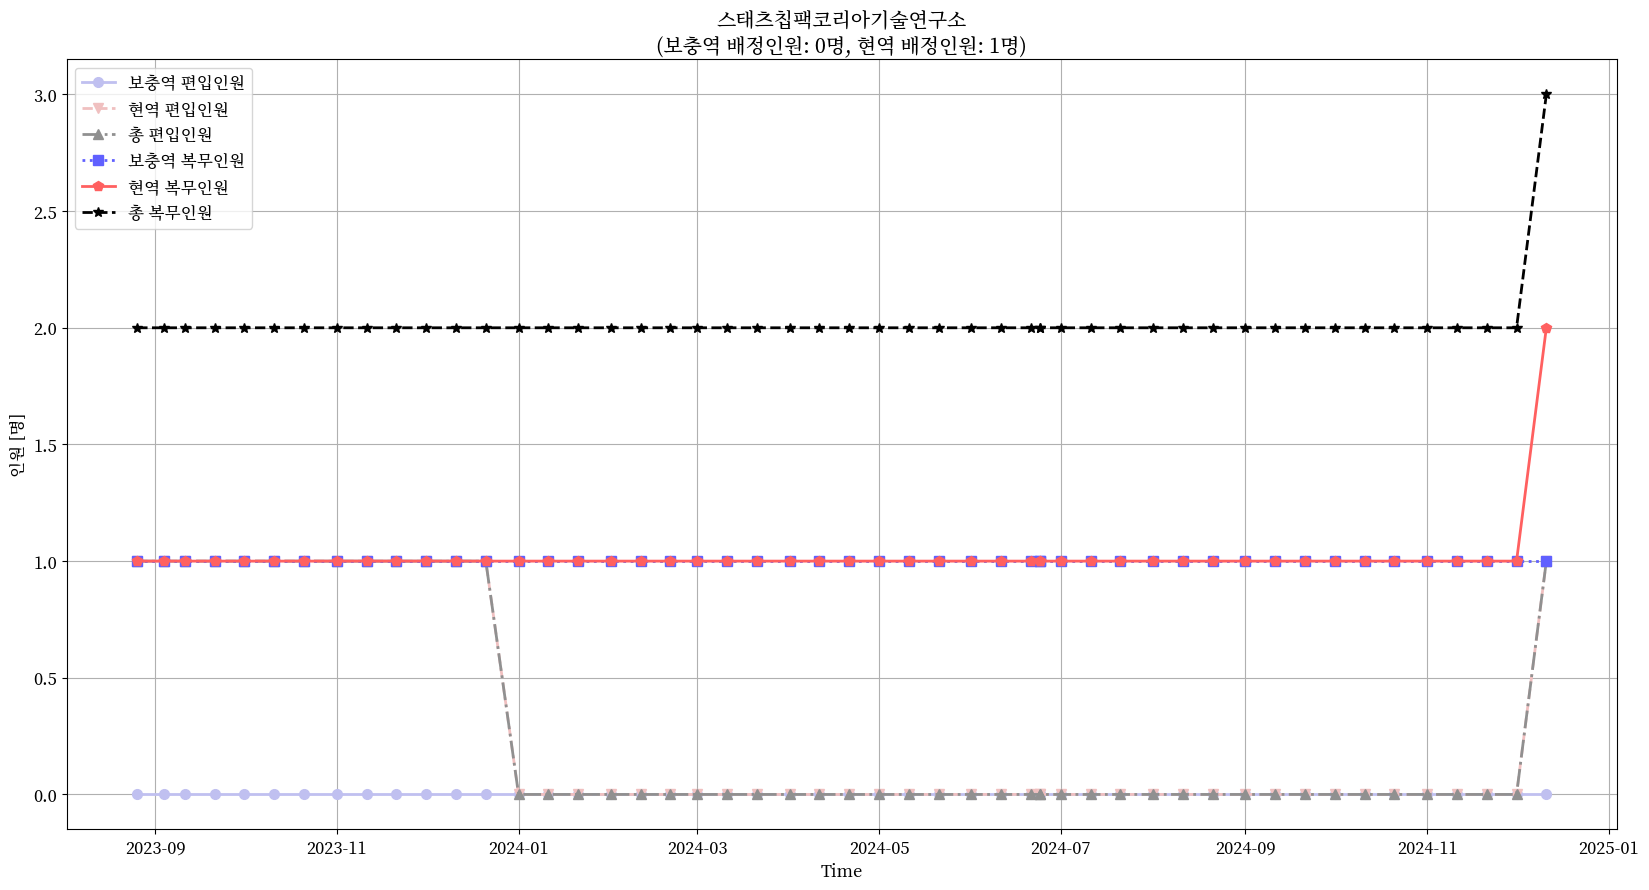 스태츠칩팩코리아기술연구소
(보충역 배정인원: 0명, 현역 배정인원: 1명)
보충역 편입인원
현역 편입인원
총 편입인원
보충역 복무인원
현역 복무인원
총 복무인원
3.0
2.5
2.0
1.5
1.0
0.5
0.0
인원 [명]
2023-09
2023-11
2024-01
2024-03
2024-05
2024-07
2024-09
2024-11
2025-01
Time